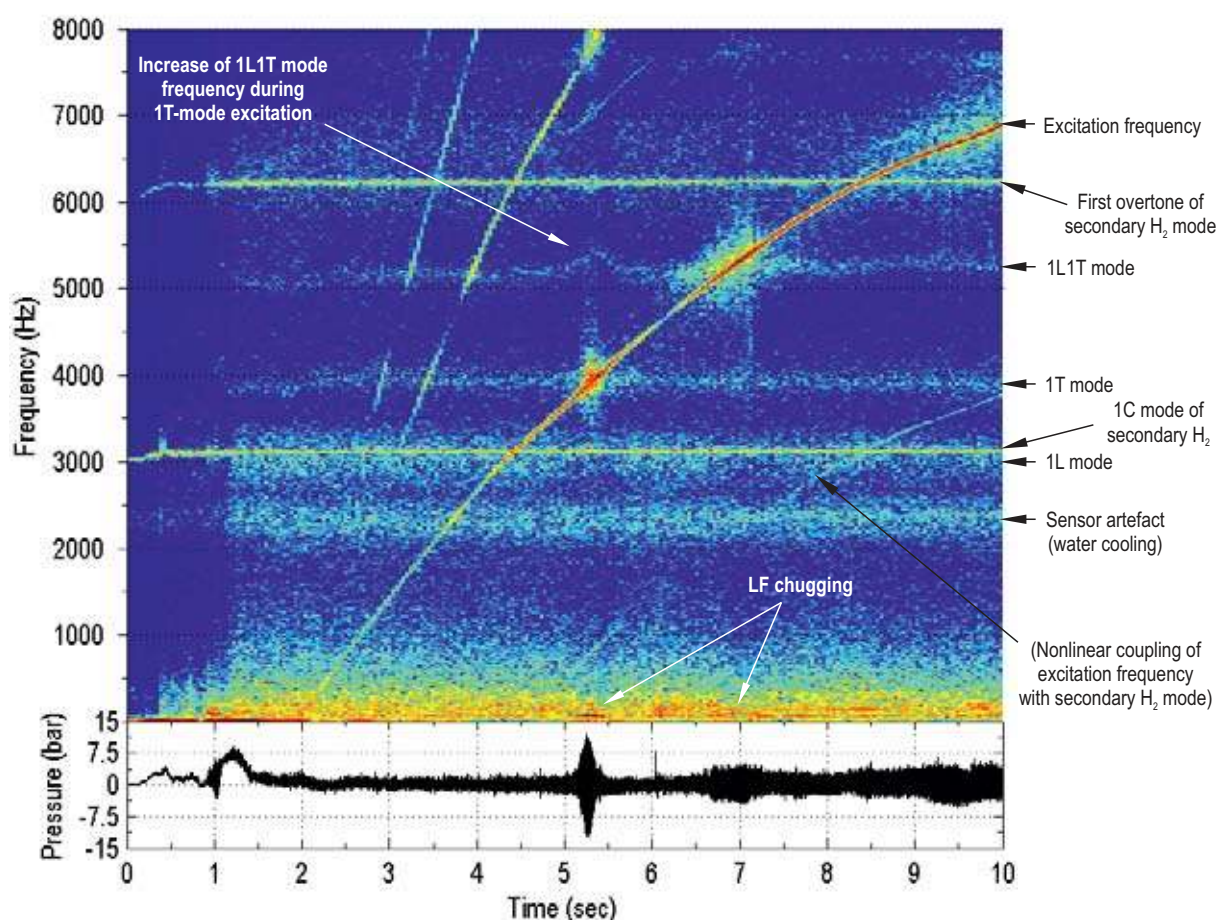 8000
7000
6000
5000
4000
3000
2000
1000
Frequency (Hz)
Increase of 1L1T mode
frequency during
1T-mode excitation
LF chugging
Excitation frequency
First overtone of
secondary H₂ mode
1L1T mode
1T mode
1C mode of
secondary H₂
1L mode
Sensor artefact
(water cooling)
(Nonlinear coupling of
excitation frequency
with secondary H₂ mode)
15
7.5
0
-7.5
-15
Pressure (bar)
0 1 2 3 4 5 6 7 8 9 10
Time (sec)